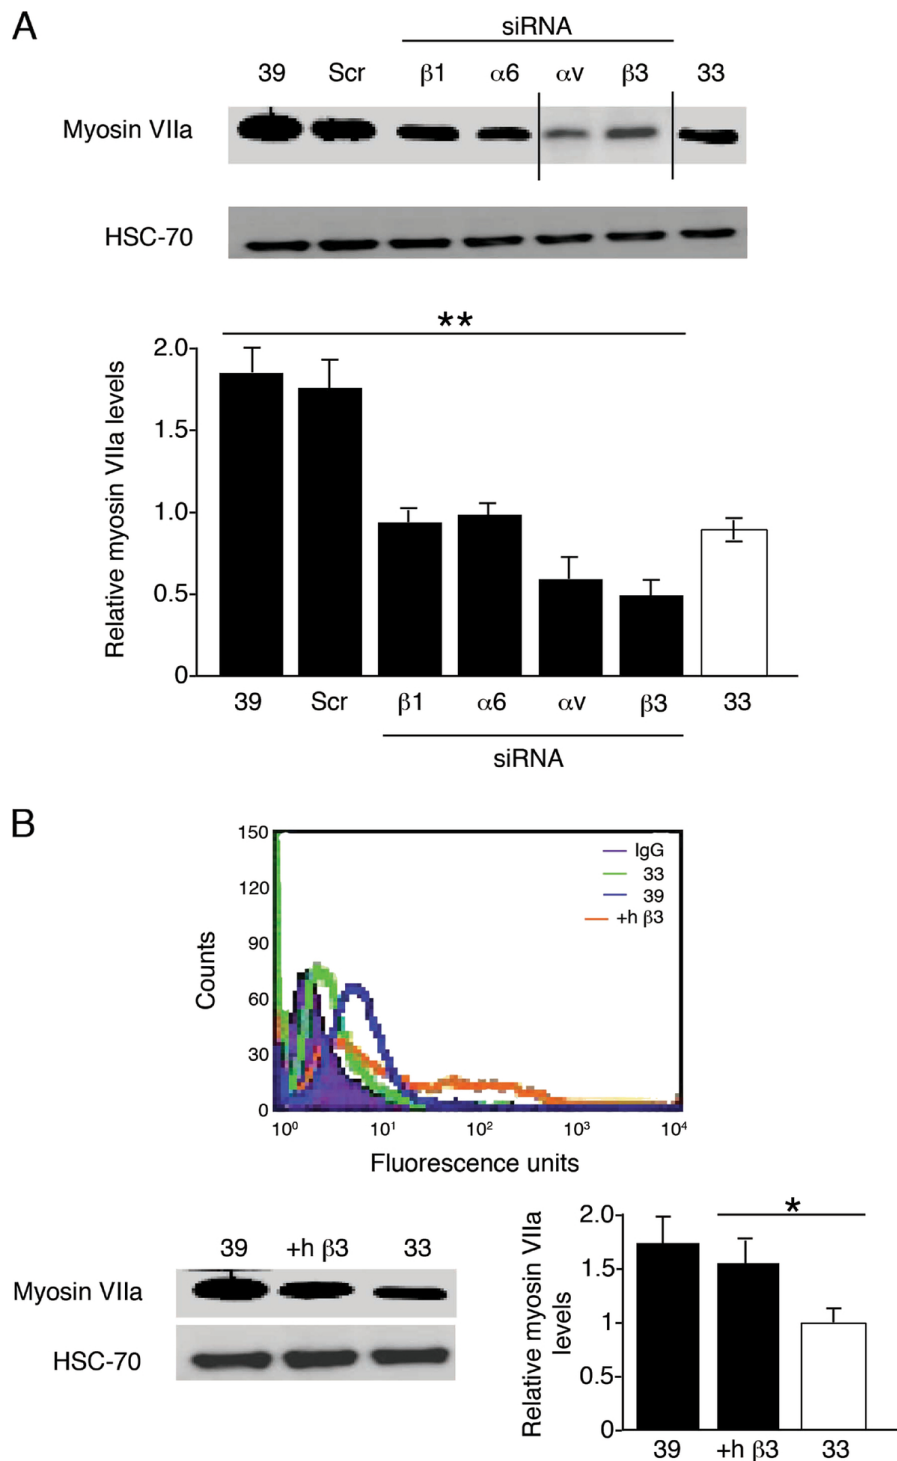 A
siRNA
39 Scr β1 α6 αv β3 33
Myosin VIIa
HSC-70
**
2.0
1.5
1.0
0.5
0
Relative myosin VIIa levels
39 Scr β1 α6 αv β3 33
siRNA
B
150
120
90
60
30
0
Counts
IgG
33
39
+h β3
10⁰ 10¹ 10² 10³ 10⁴
Fluorescence units
39 +h β3 33
Myosin VIIa
HSC-70
*
2.0
1.5
1
0.5
0
Relative myosin VIIa
levels
39 +h β3 33